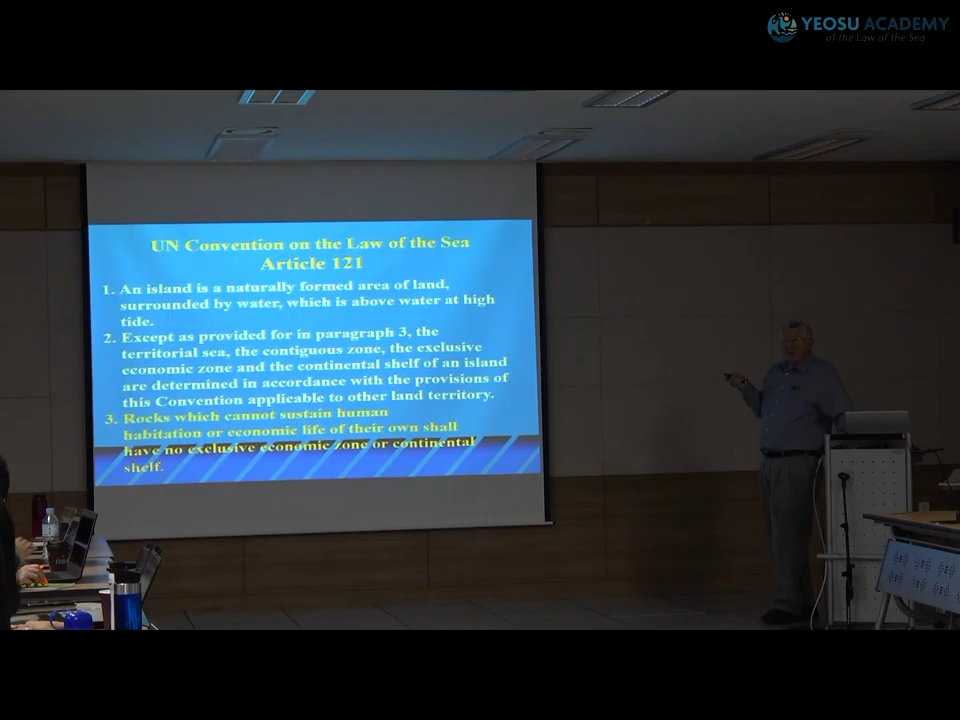 YEOSU ACADEMY
of the Law of the Sea
UN Convention on the Law of the Sea
Article 121
1. An island is a naturally formed area of land,
surrounded by water, which is above water at high
tide.
2. Except as provided for in paragraph 3, the
territorial sea, the contiguous zone, the exclusive
economic zone and the continental shelf of an island
are determined in accordance with the provisions of
this Convention applicable to other land territory.
3. Rocks which cannot sustain human
habitation or economic life of their own shall
have no exclusive economic zone or continental
shelf.